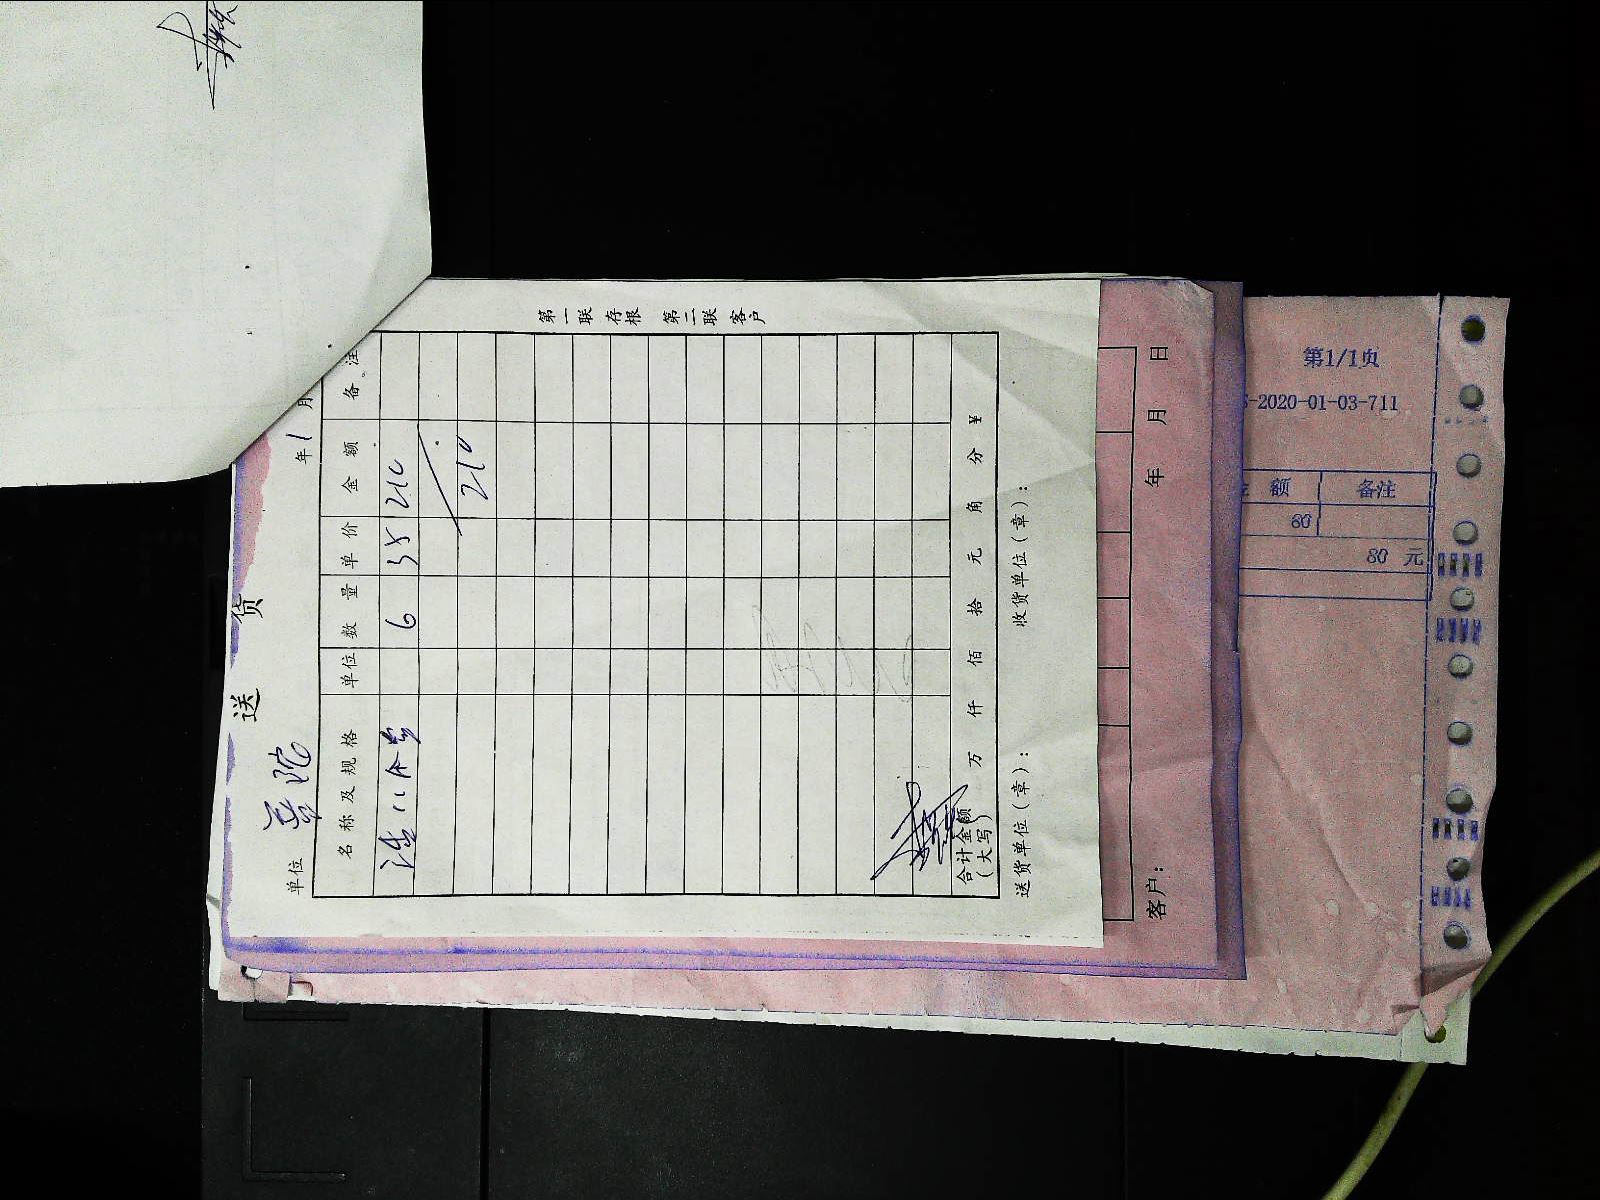 送 货
单位 年 1 月
名称及规格 单位 数量 单价 金额 备注
6 35 210
210
合计金额
(大写) 万 仟 佰 拾 元 角 分 ¥
送货单位(章): 收货单位(章):
第一联存根 第二联客户
客户: 年 月 日
第1/1页
-2020-01-03-711
额 备注
80
80 元